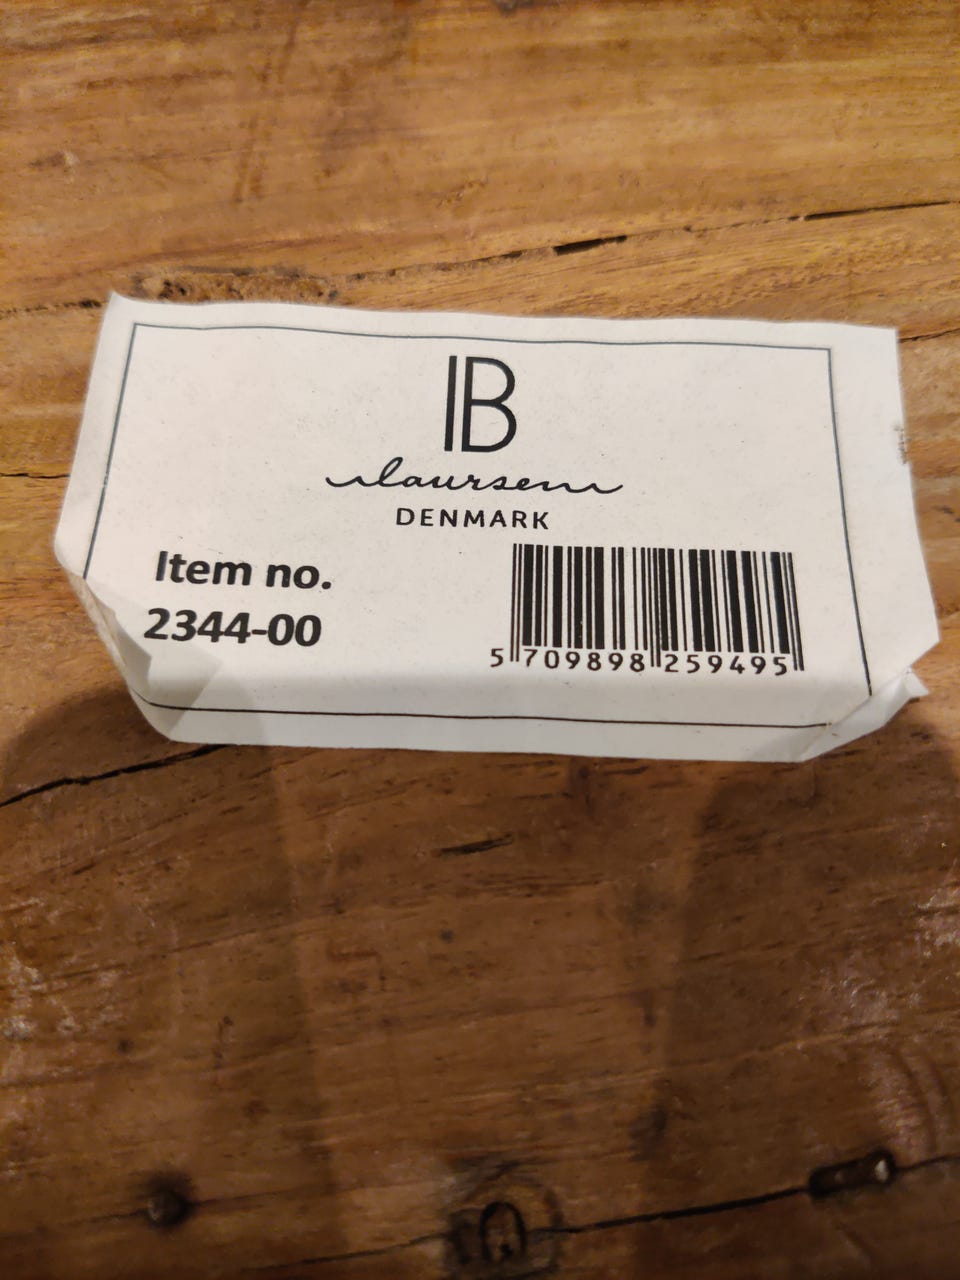 IB
laursen
DENMARK
Item no.
2344-00
5 709898 259495